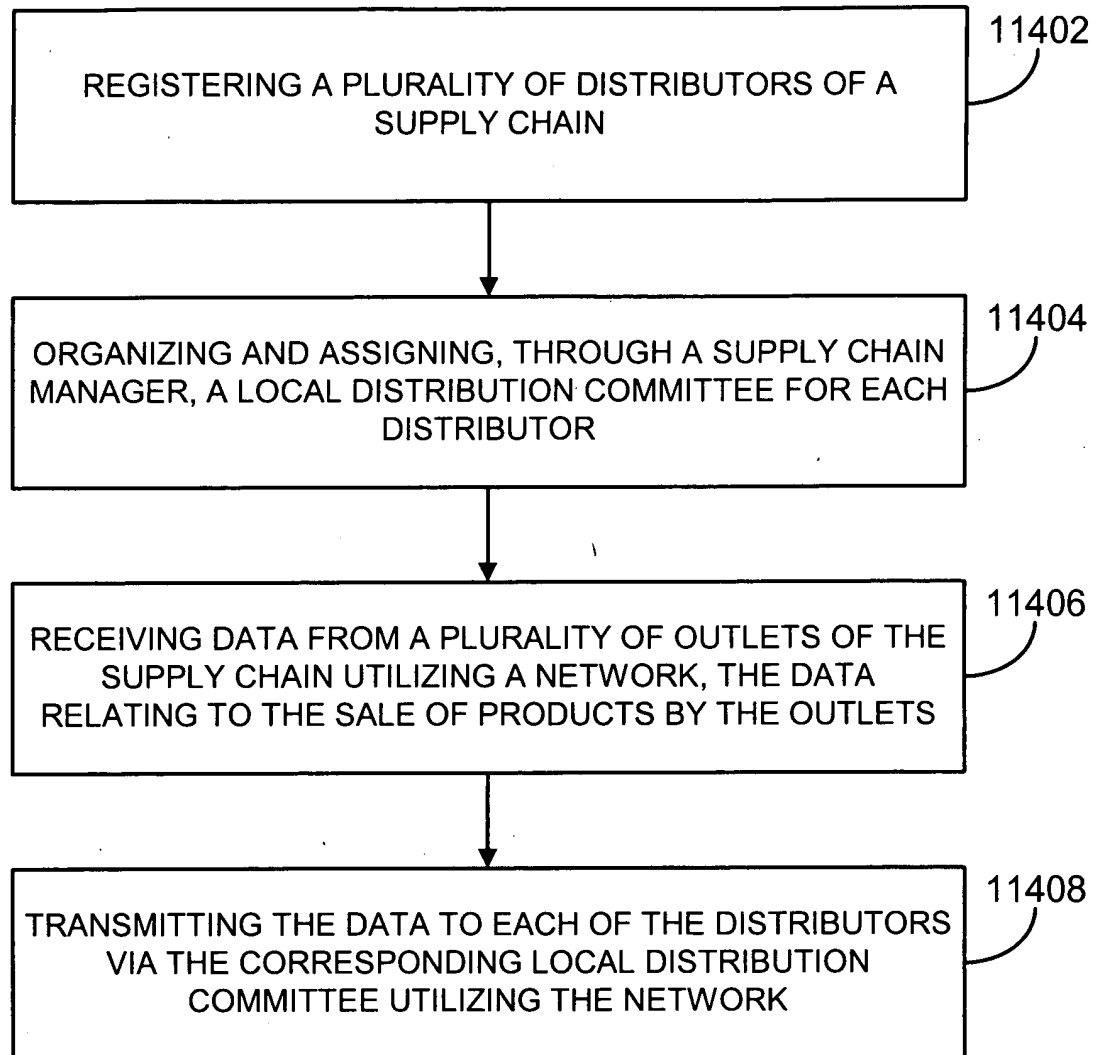 11402
REGISTERING A PLURALITY OF DISTRIBUTORS OF A
SUPPLY CHAIN
11404
ORGANIZING AND ASSIGNING, THROUGH A SUPPLY CHAIN
MANAGER, A LOCAL DISTRIBUTION COMMITTEE FOR EACH
DISTRIBUTOR
11406
RECEIVING DATA FROM A PLURALITY OF OUTLETS OF THE
SUPPLY CHAIN UTILIZING A NETWORK, THE DATA
RELATING TO THE SALE OF PRODUCTS BY THE OUTLETS
11408
TRANSMITTING THE DATA TO EACH OF THE DISTRIBUTORS
VIA THE CORRESPONDING LOCAL DISTRIBUTION
COMMITTEE UTILIZING THE NETWORK